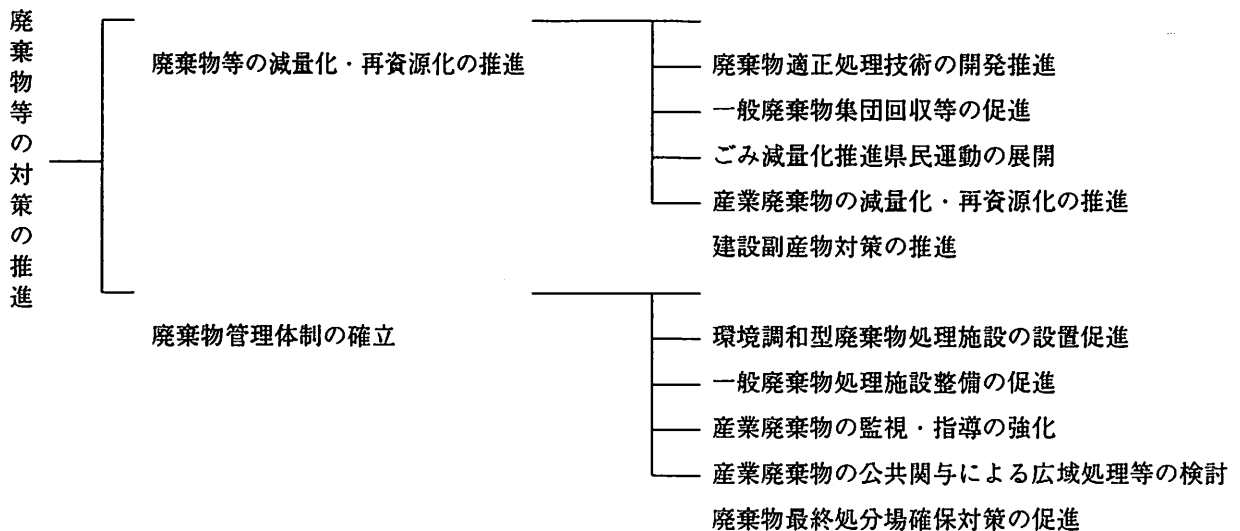 廃棄物等の対策の推進
廃棄物等の減量化・再資源化の推進
廃棄物適正処理技術の開発推進
一般廃棄物集団回収等の促進
ごみ減量化推進県民運動の展開
産業廃棄物の減量化・再資源化の推進
建設副産物対策の推進
廃棄物管理体制の確立
環境調和型廃棄物処理施設の設置促進
一般廃棄物処理施設整備の促進
産業廃棄物の監視・指導の強化
産業廃棄物の公共関与による広域処理等の検討
廃棄物最終処分場確保対策の促進